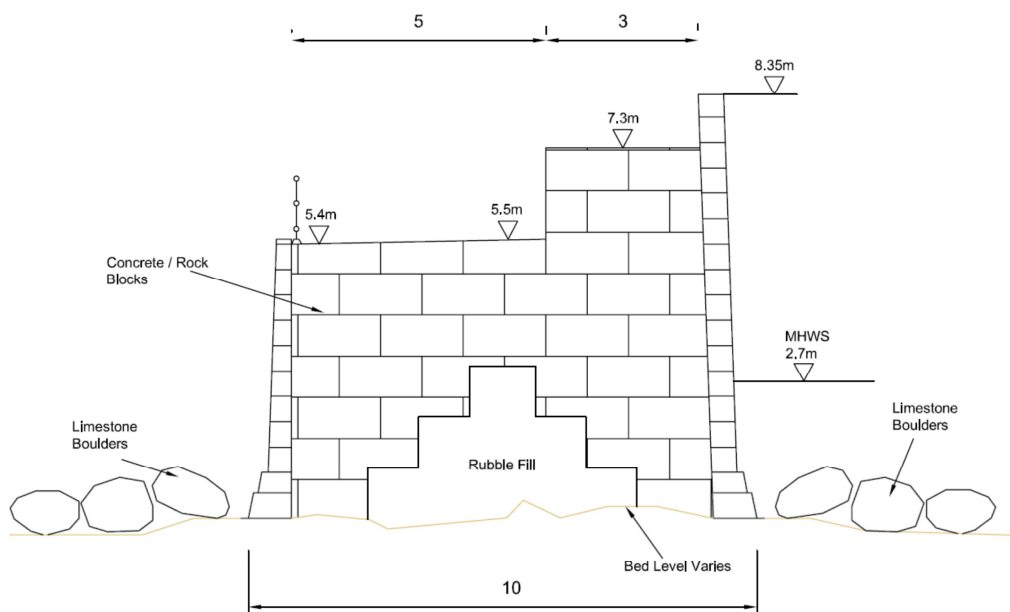 5
3
8.35m
7.3m
5.4m
5.5m
Concrete / Rock
Blocks
MHWS
2.7m
Limestone
Boulders
Limestone
Boulders
Rubble Fill
Bed Level Varies
10